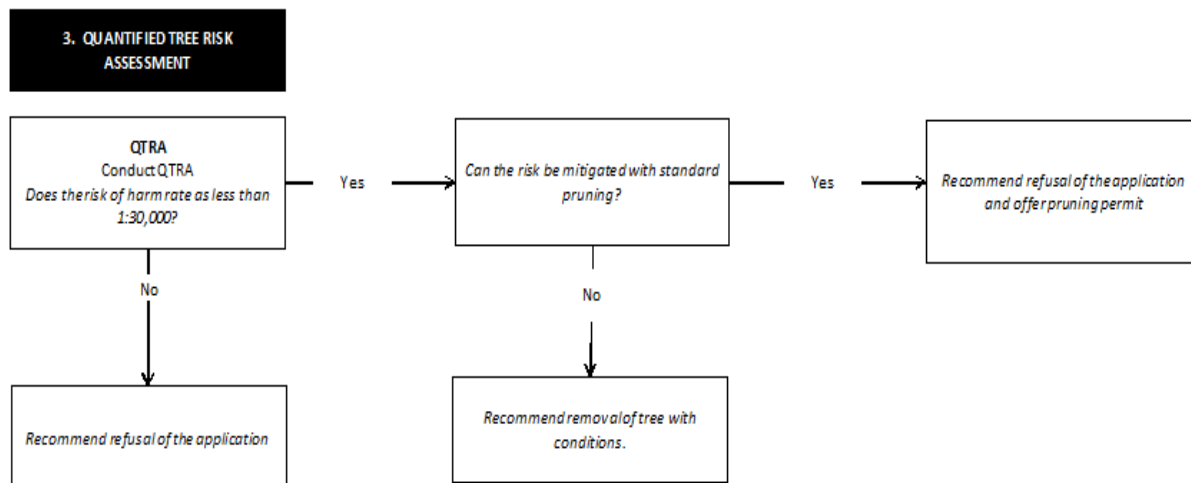 3. QUANTIFIED TREE RISK
ASSESSMENT
QTRA
Conduct QTRA
Does the risk of harm rate as less than
1:30,000?
Yes
Can the risk be mitigated with standard
pruning?
Yes
Recommend refusal of the application
and offer pruning permit
No
No
Recommend refusal of the application
Recommend removal of tree with
conditions.